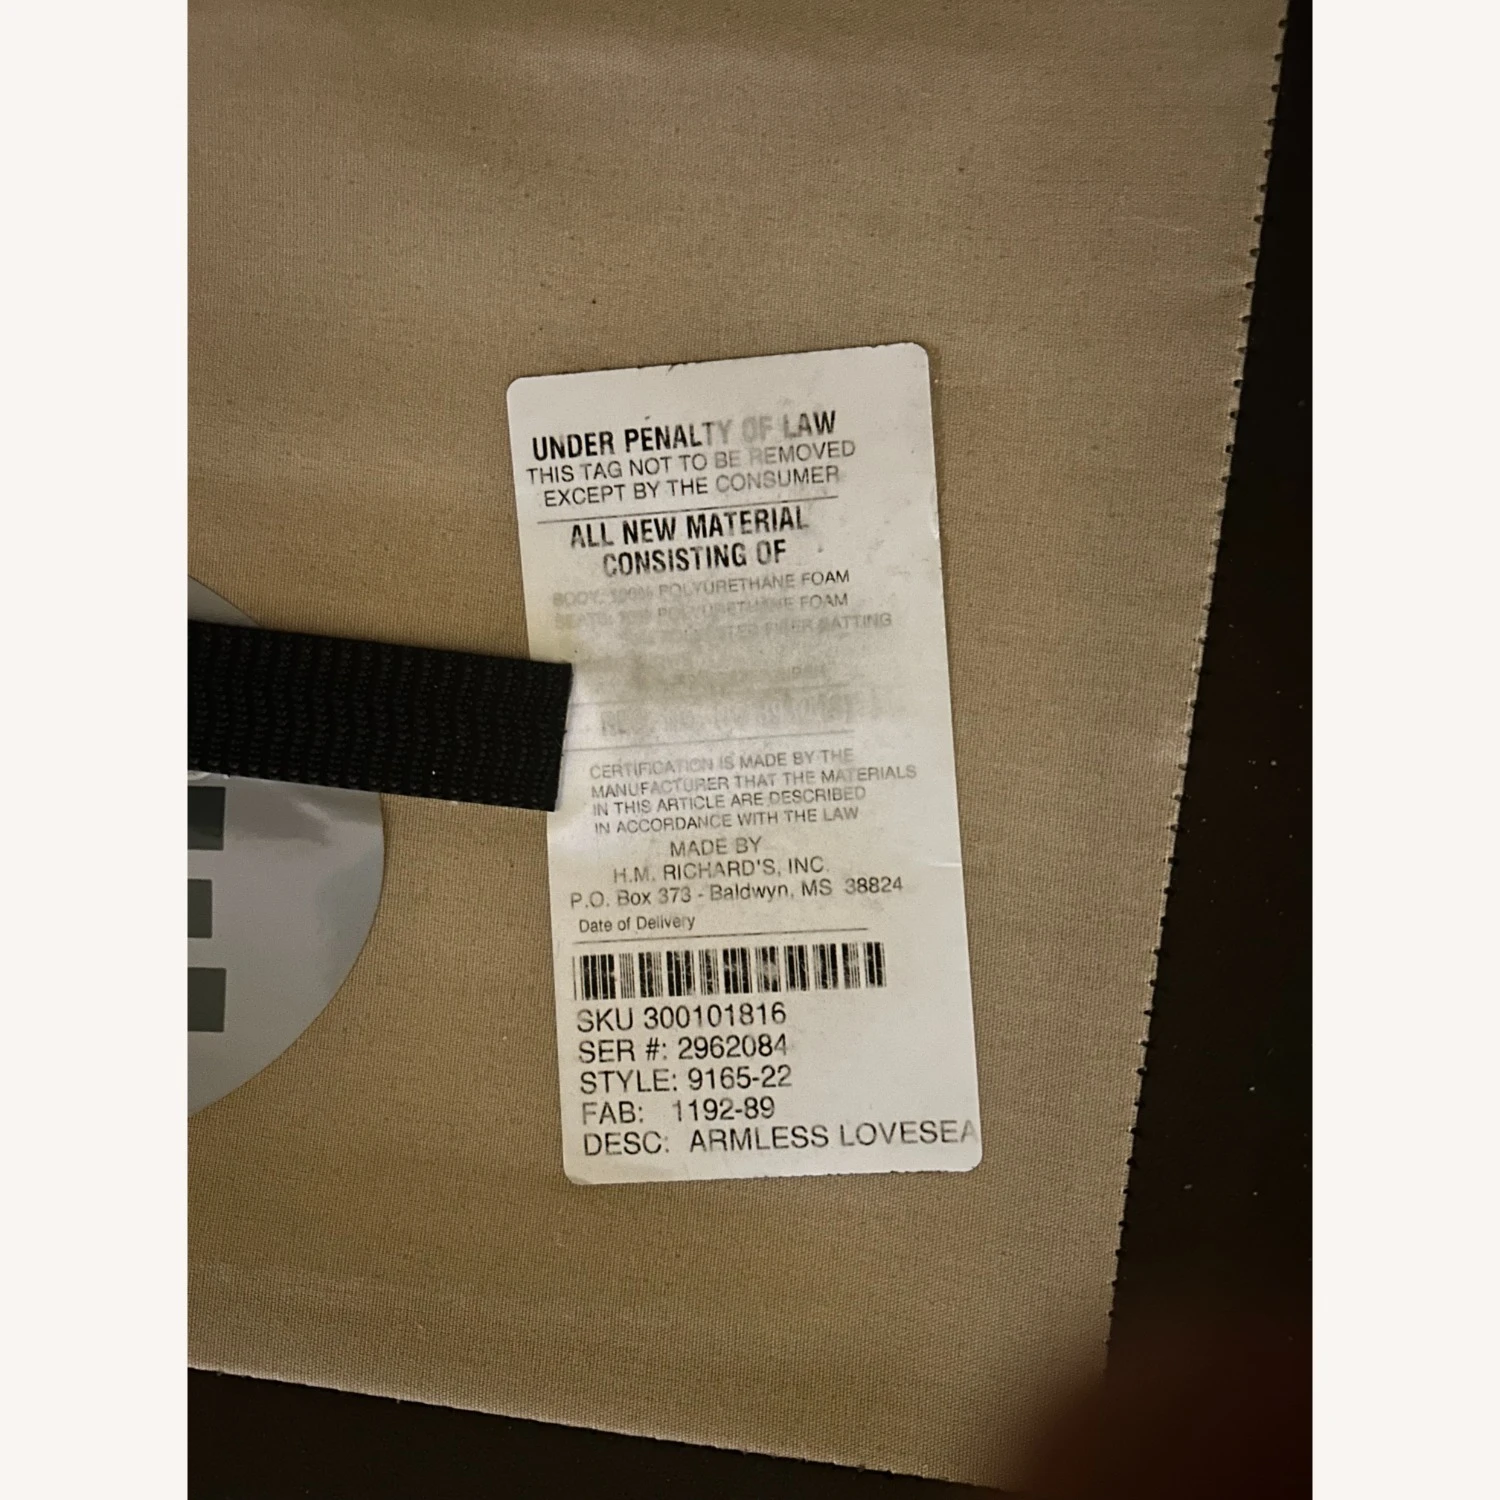 UNDER PENALTY OF LAW
THIS TAG NOT TO BE REMOVED
EXCEPT BY THE CONSUMER
ALL NEW MATERIAL
CONSISTING OF
BODY: 100% POLYURETHANE FOAM
POLYURETHANE FOAM
POLYESTER FIBER BATTING
CERTIFICATION IS MADE BY THE
MANUFACTURER THAT THE MATERIALS
IN THIS ARTICLE ARE DESCRIBED
IN ACCORDANCE WITH THE LAW
MADE BY
H.M. RICHARD'S, INC.
P.O. Box 373 - Baldwyn, MS 38824
Date of Delivery
SKU 300101816
SER #: 2962084
STYLE: 9165-22
FAB: 1192-89
DESC: ARMLESS LOVESEA